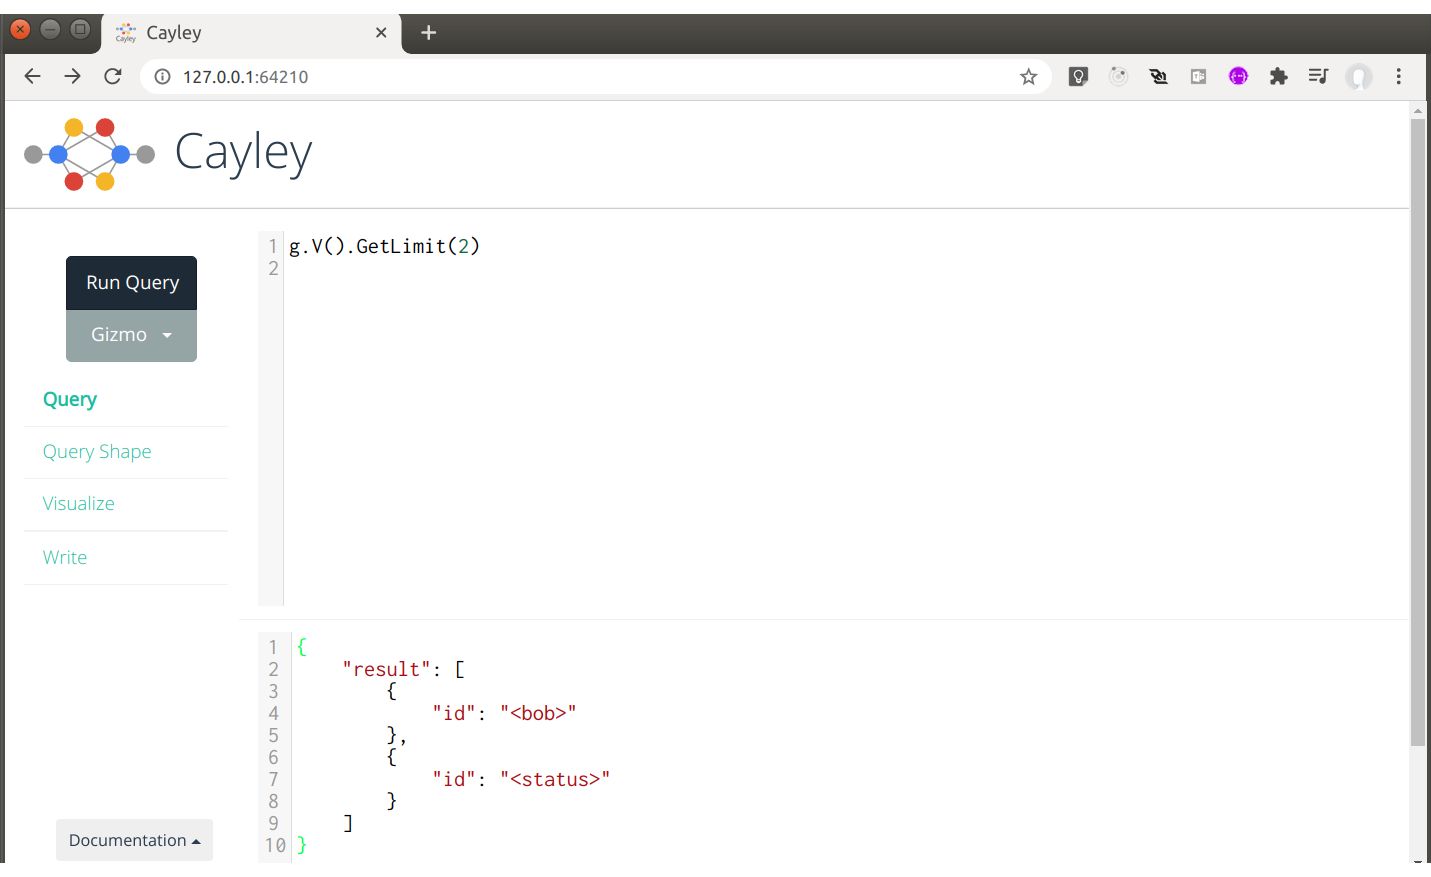 Cayley
127.0.0.1:64210
Cayley
Run Query
Gizmo
Query
Query Shape
Visualize
Write
Documentation
1 g.V().GetLimit(2)
2
1 {
2 "result": [
3 {
4 "id": "<bob>"
5 },
6 {
7 "id": "<status>"
8 }
9 ]
10 }